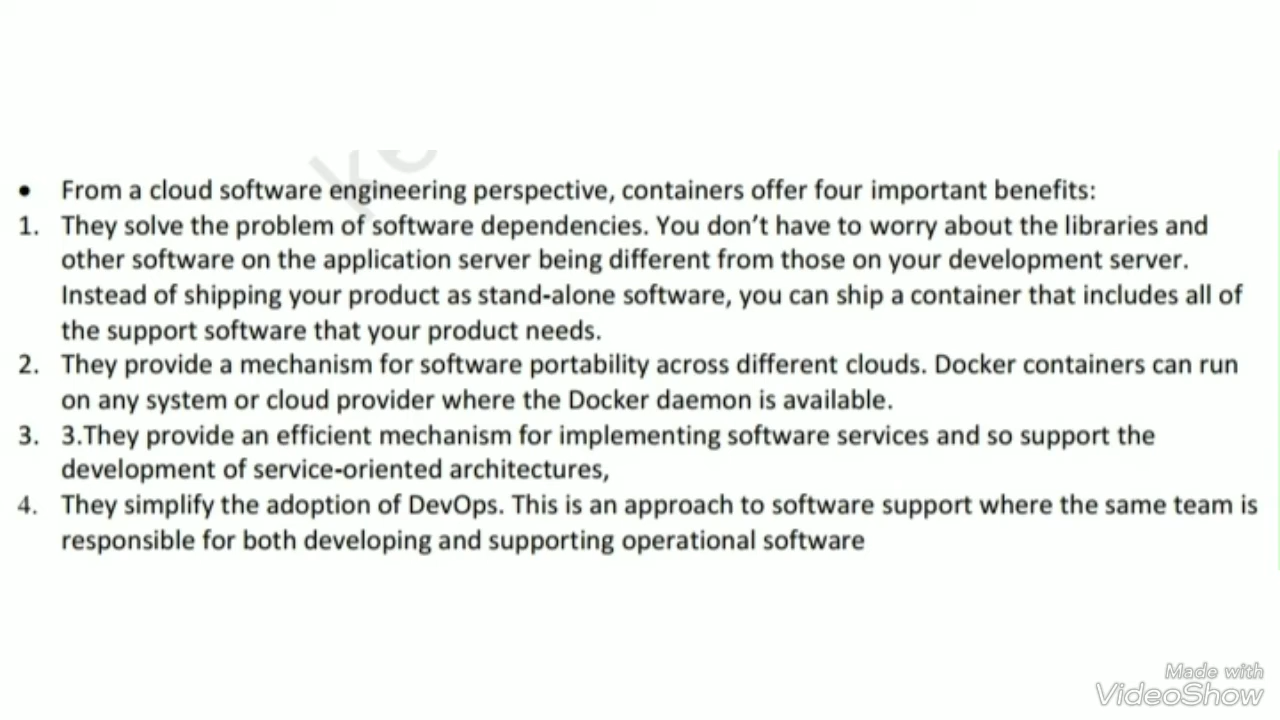 • From a cloud software engineering perspective, containers offer four important benefits:
1. They solve the problem of software dependencies. You don't have to worry about the libraries and
other software on the application server being different from those on your development server.
Instead of shipping your product as stand-alone software, you can ship a container that includes all of
the support software that your product needs.
2. They provide a mechanism for software portability across different clouds. Docker containers can run
on any system or cloud provider where the Docker daemon is available.
3. 3.They provide an efficient mechanism for implementing software services and so support the
development of service-oriented architectures,
4. They simplify the adoption of DevOps. This is an approach to software support where the same team is
responsible for both developing and supporting operational software
Made with
VideoShow